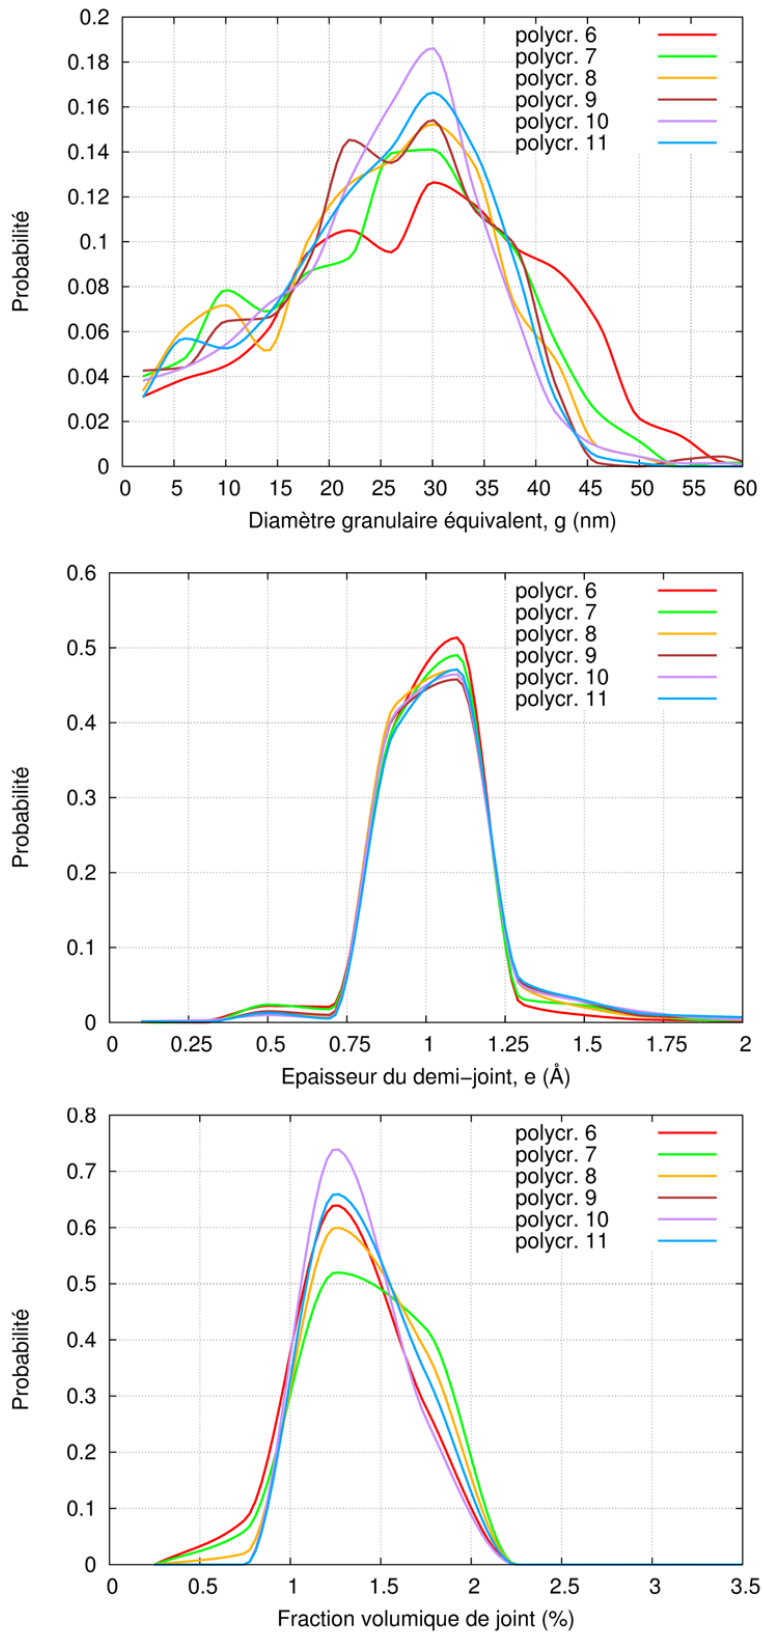 Probabilité
0.2
0.18
0.16
0.14
0.12
0.1
0.08
0.06
0.04
0.02
0
polycr. 6
polycr. 7
polycr. 8
polycr. 9
polycr. 10
polycr. 11
0 5 10 15 20 25 30 35 40 45 50 55 60
Diamètre granulaire équivalent, g (nm)
Probabilité
0.6
0.5
0.4
0.3
0.2
0.1
0
polycr. 6
polycr. 7
polycr. 8
polycr. 9
polycr. 10
polycr. 11
0 0.25 0.5 0.75 1 1.25 1.5 1.75 2
Epaisseur du demi−joint, e (Å)
Probabilité
0.8
0.7
0.6
0.5
0.4
0.3
0.2
0.1
0
polycr. 6
polycr. 7
polycr. 8
polycr. 9
polycr. 10
polycr. 11
0 0.5 1 1.5 2 2.5 3 3.5
Fraction volumique de joint (%)